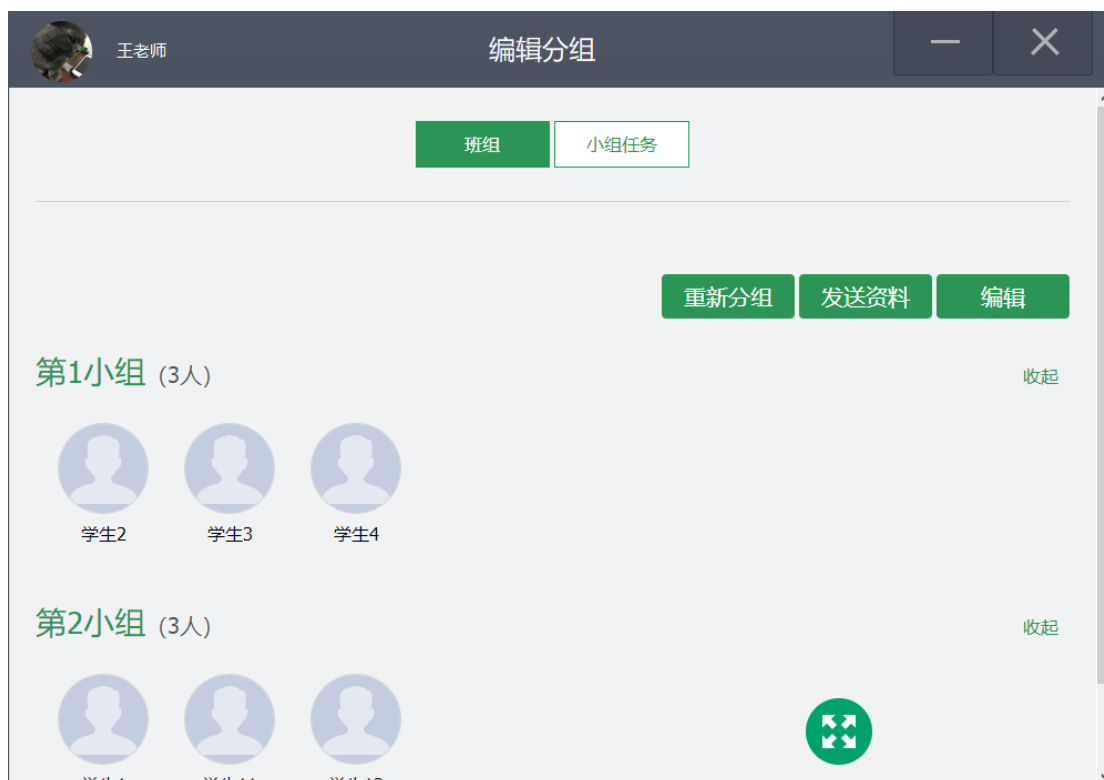 王老师
编辑分组
班组 小组任务
重新分组 发送资料 编辑
第1小组 (3人) 收起
学生2 学生3 学生4
第2小组 (3人) 收起